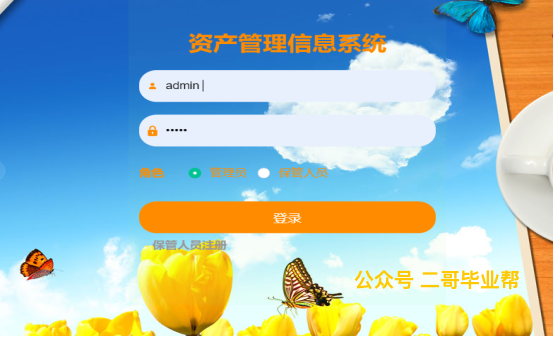 资产管理信息系统
admin
•••••
角色 管理员 保管人员
登录
保管人员注册
公众号 二哥毕业帮